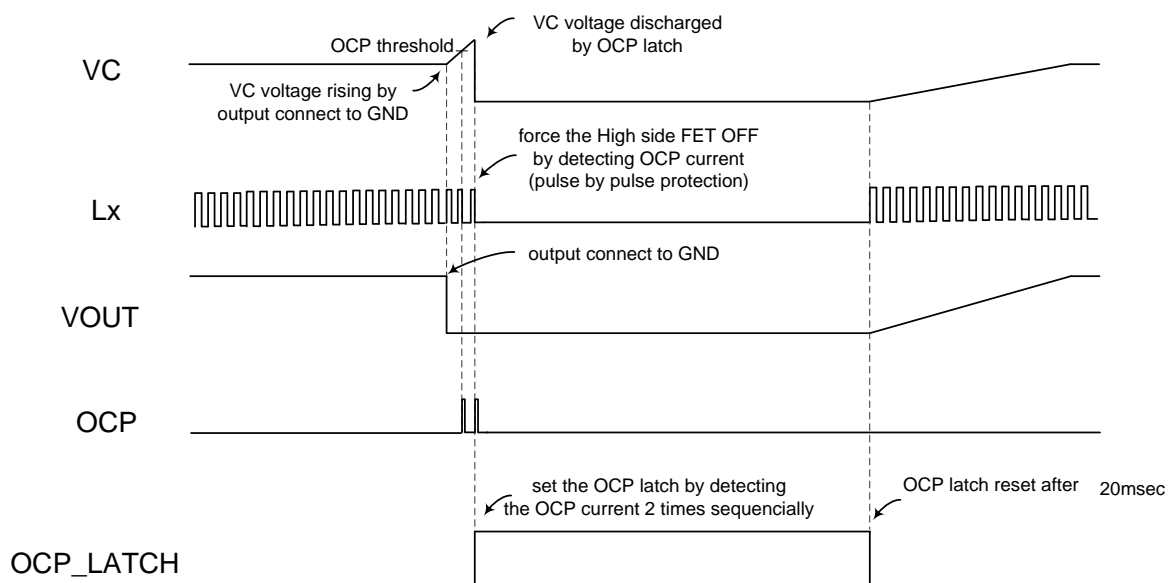 VC voltage discharged
by OCP latch
OCP threshold
VC
VC voltage rising by
output connect to GND
force the High side FET OFF
by detecting OCP current
(pulse by pulse protection)
Lx
output connect to GND
VOUT
OCP
set the OCP latch by detecting
the OCP current 2 times sequencially
OCP latch reset after 20msec
OCP_LATCH